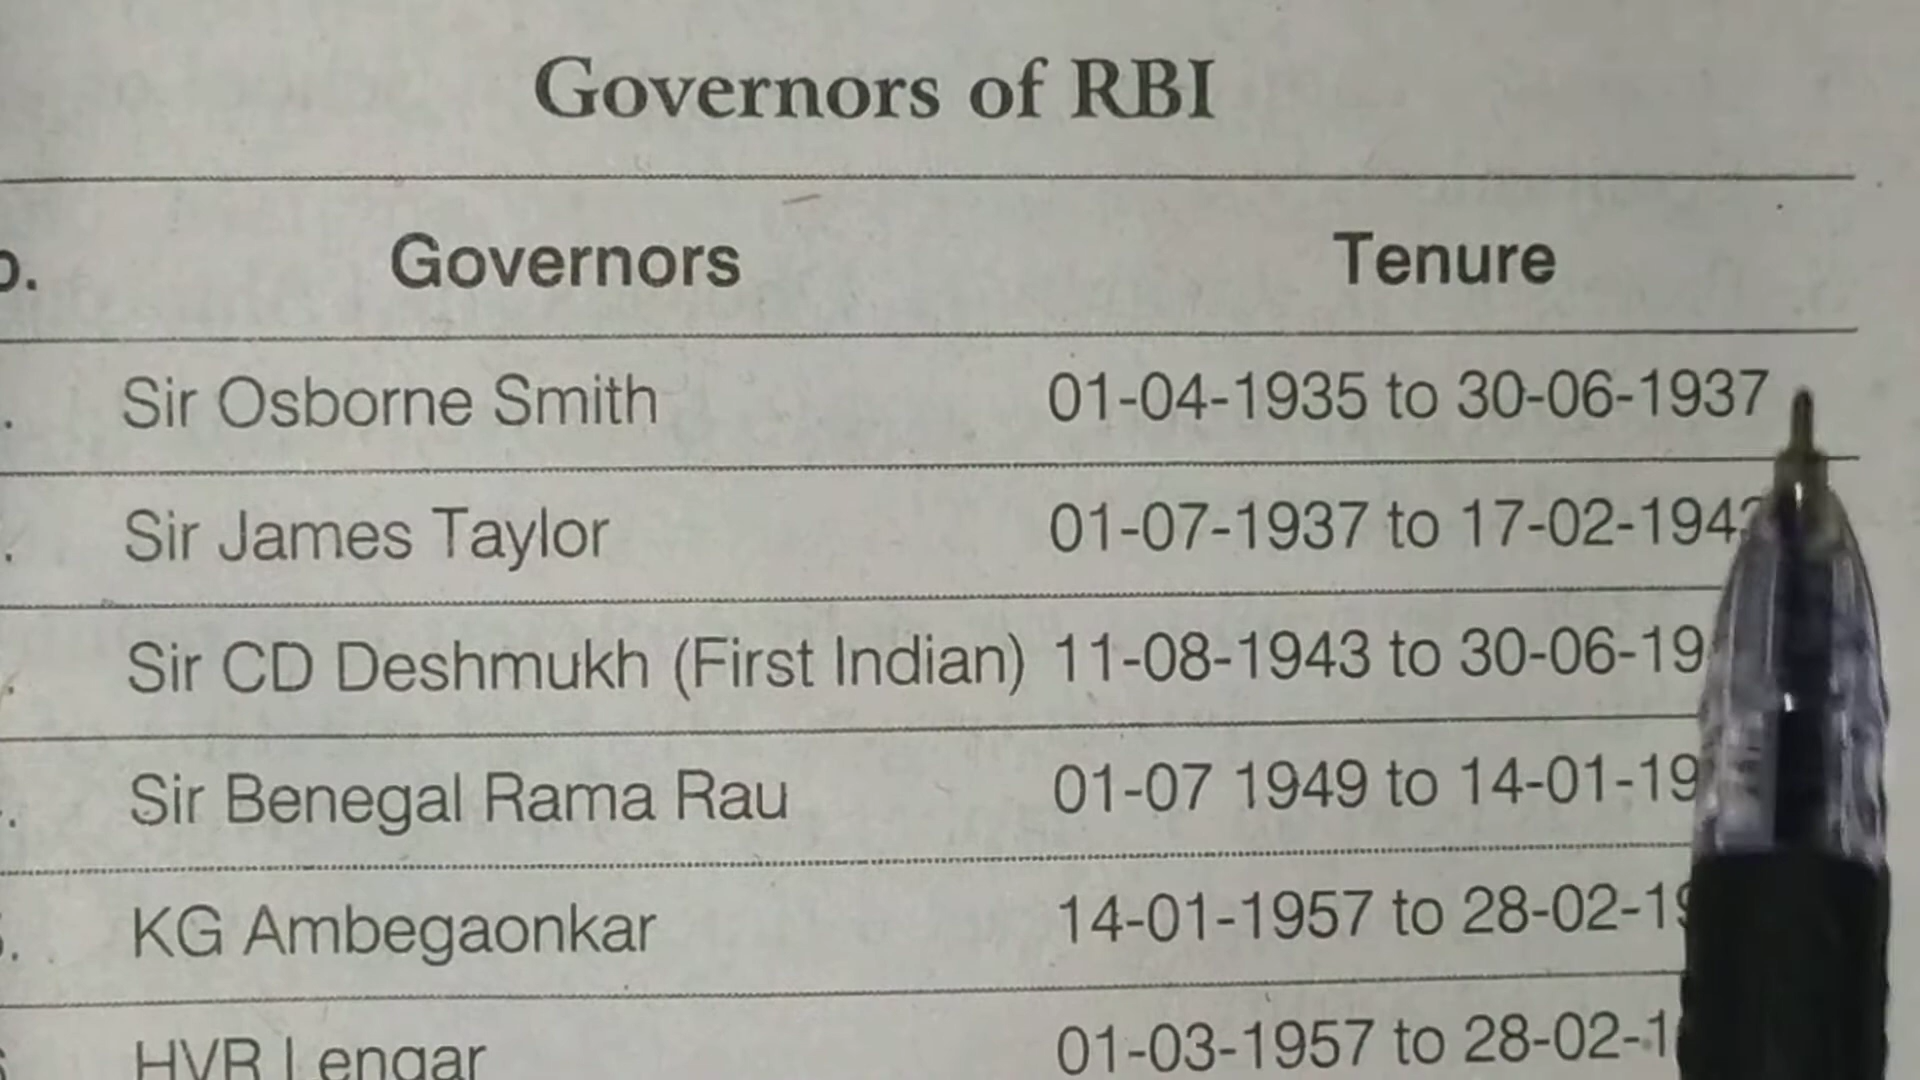 Governors of RBI
Governors Tenure
Sir Osborne Smith 01-04-1935 to 30-06-1937
Sir James Taylor 01-07-1937 to 17-02-194
Sir CD Deshmukh (First Indian) 11-08-1943 to 30-06-19
Sir Benegal Rama Rau 01-07 1949 to 14-01-19
KG Ambegaonkar 14-01-1957 to 28-02-19
HVR Lengar 01-03-1957 to 28-02-1